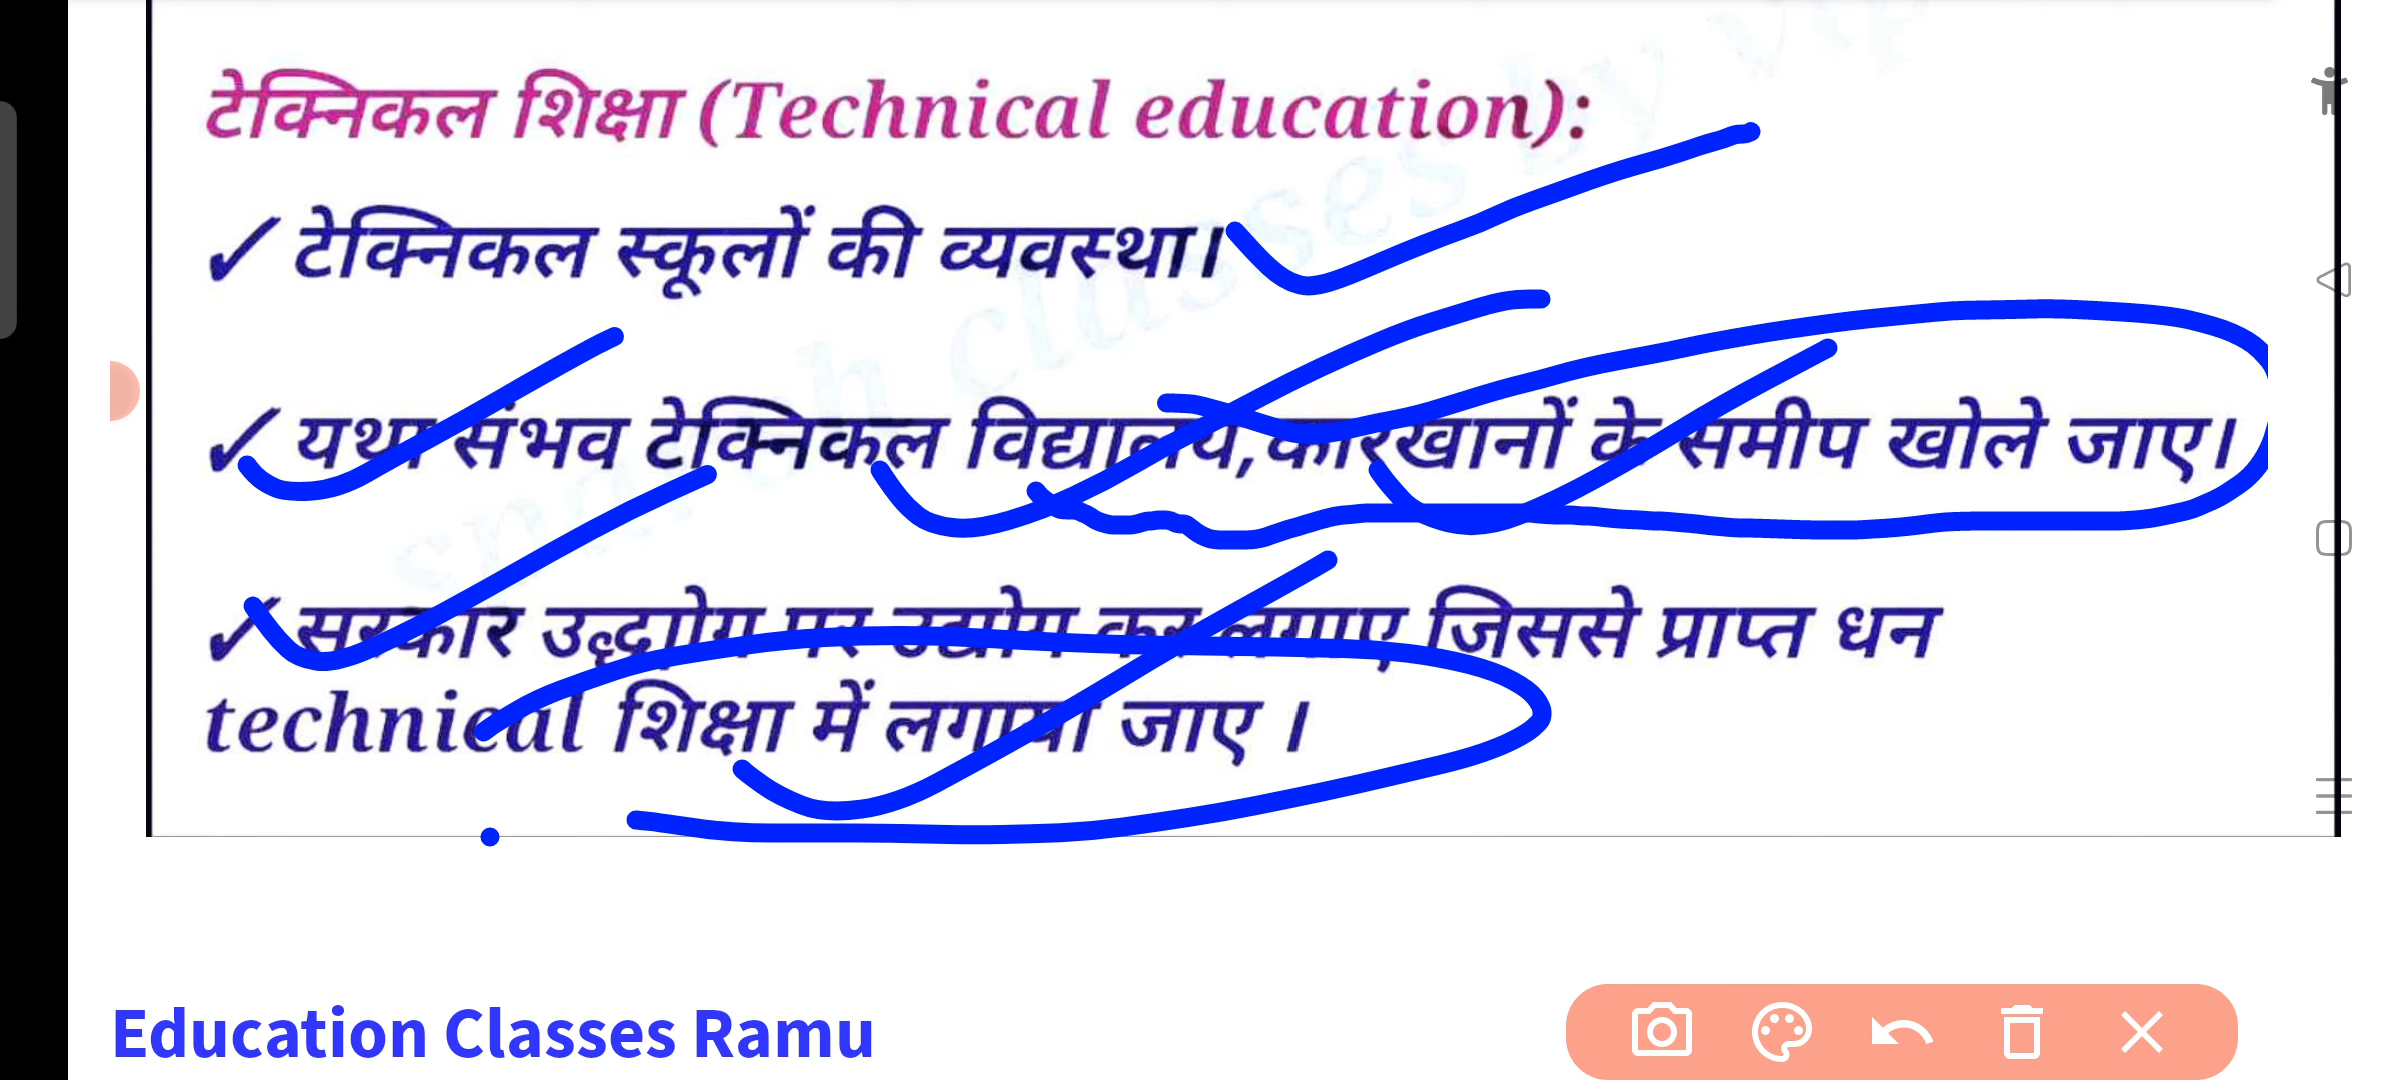 टेक्निकल शिक्षा (Technical education):
✓ टेक्निकल स्कूलों की व्यवस्था।
✓ यथा संभव टेक्निकल विद्यालय,कारखानों के समीप खोले जाए।
✓ सरकार उद्योग पर उद्योग कर लगाए जिससे प्राप्त धन
technical शिक्षा में लगाया जाए ।
Education Classes Ramu